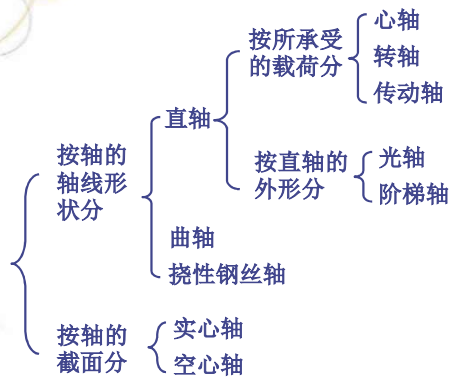 按所承受
的载荷分
心轴
转轴
传动轴
直轴
按轴的
轴线形
状分
按直轴的
外形分
光轴
阶梯轴
曲轴
挠性钢丝轴
按轴的
截面分
实心轴
空心轴